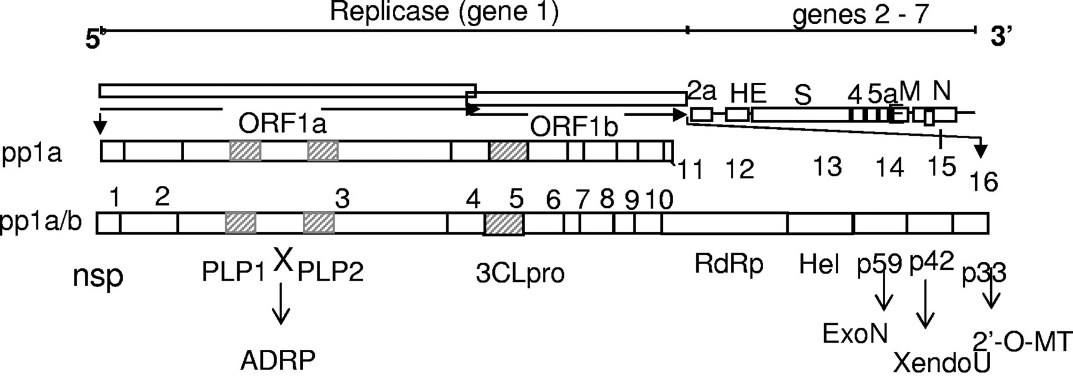 Replicase (gene 1) genes 2 - 7
5' 3'
2a HE S 4 5a E M N
ORF1a ORF1b
pp1a 11 12 13 14 15 16
1 2 3 4 5 6 7 8 9 10
pp1a/b
nsp PLP1 X PLP2 3CLpro RdRp Hel p59 p42 p33
ADRP ExoN XendoU 2'-O-MT